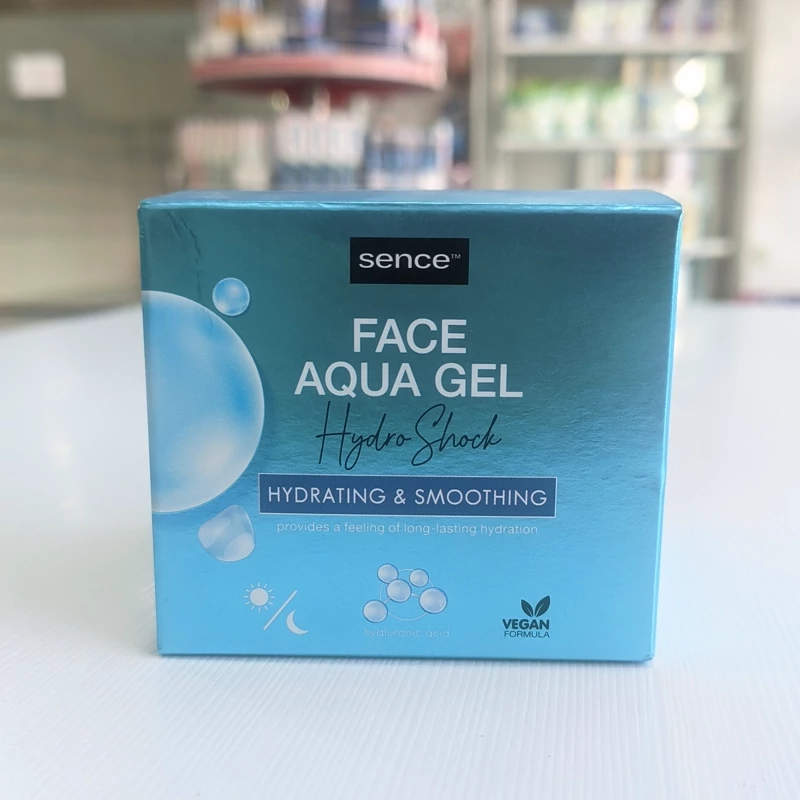 sence™
FACE
AQUA GEL
Hydro Shock
HYDRATING & SMOOTHING
provides a feeling of long-lasting hydration
hyaluronic acid
VEGAN
FORMULA